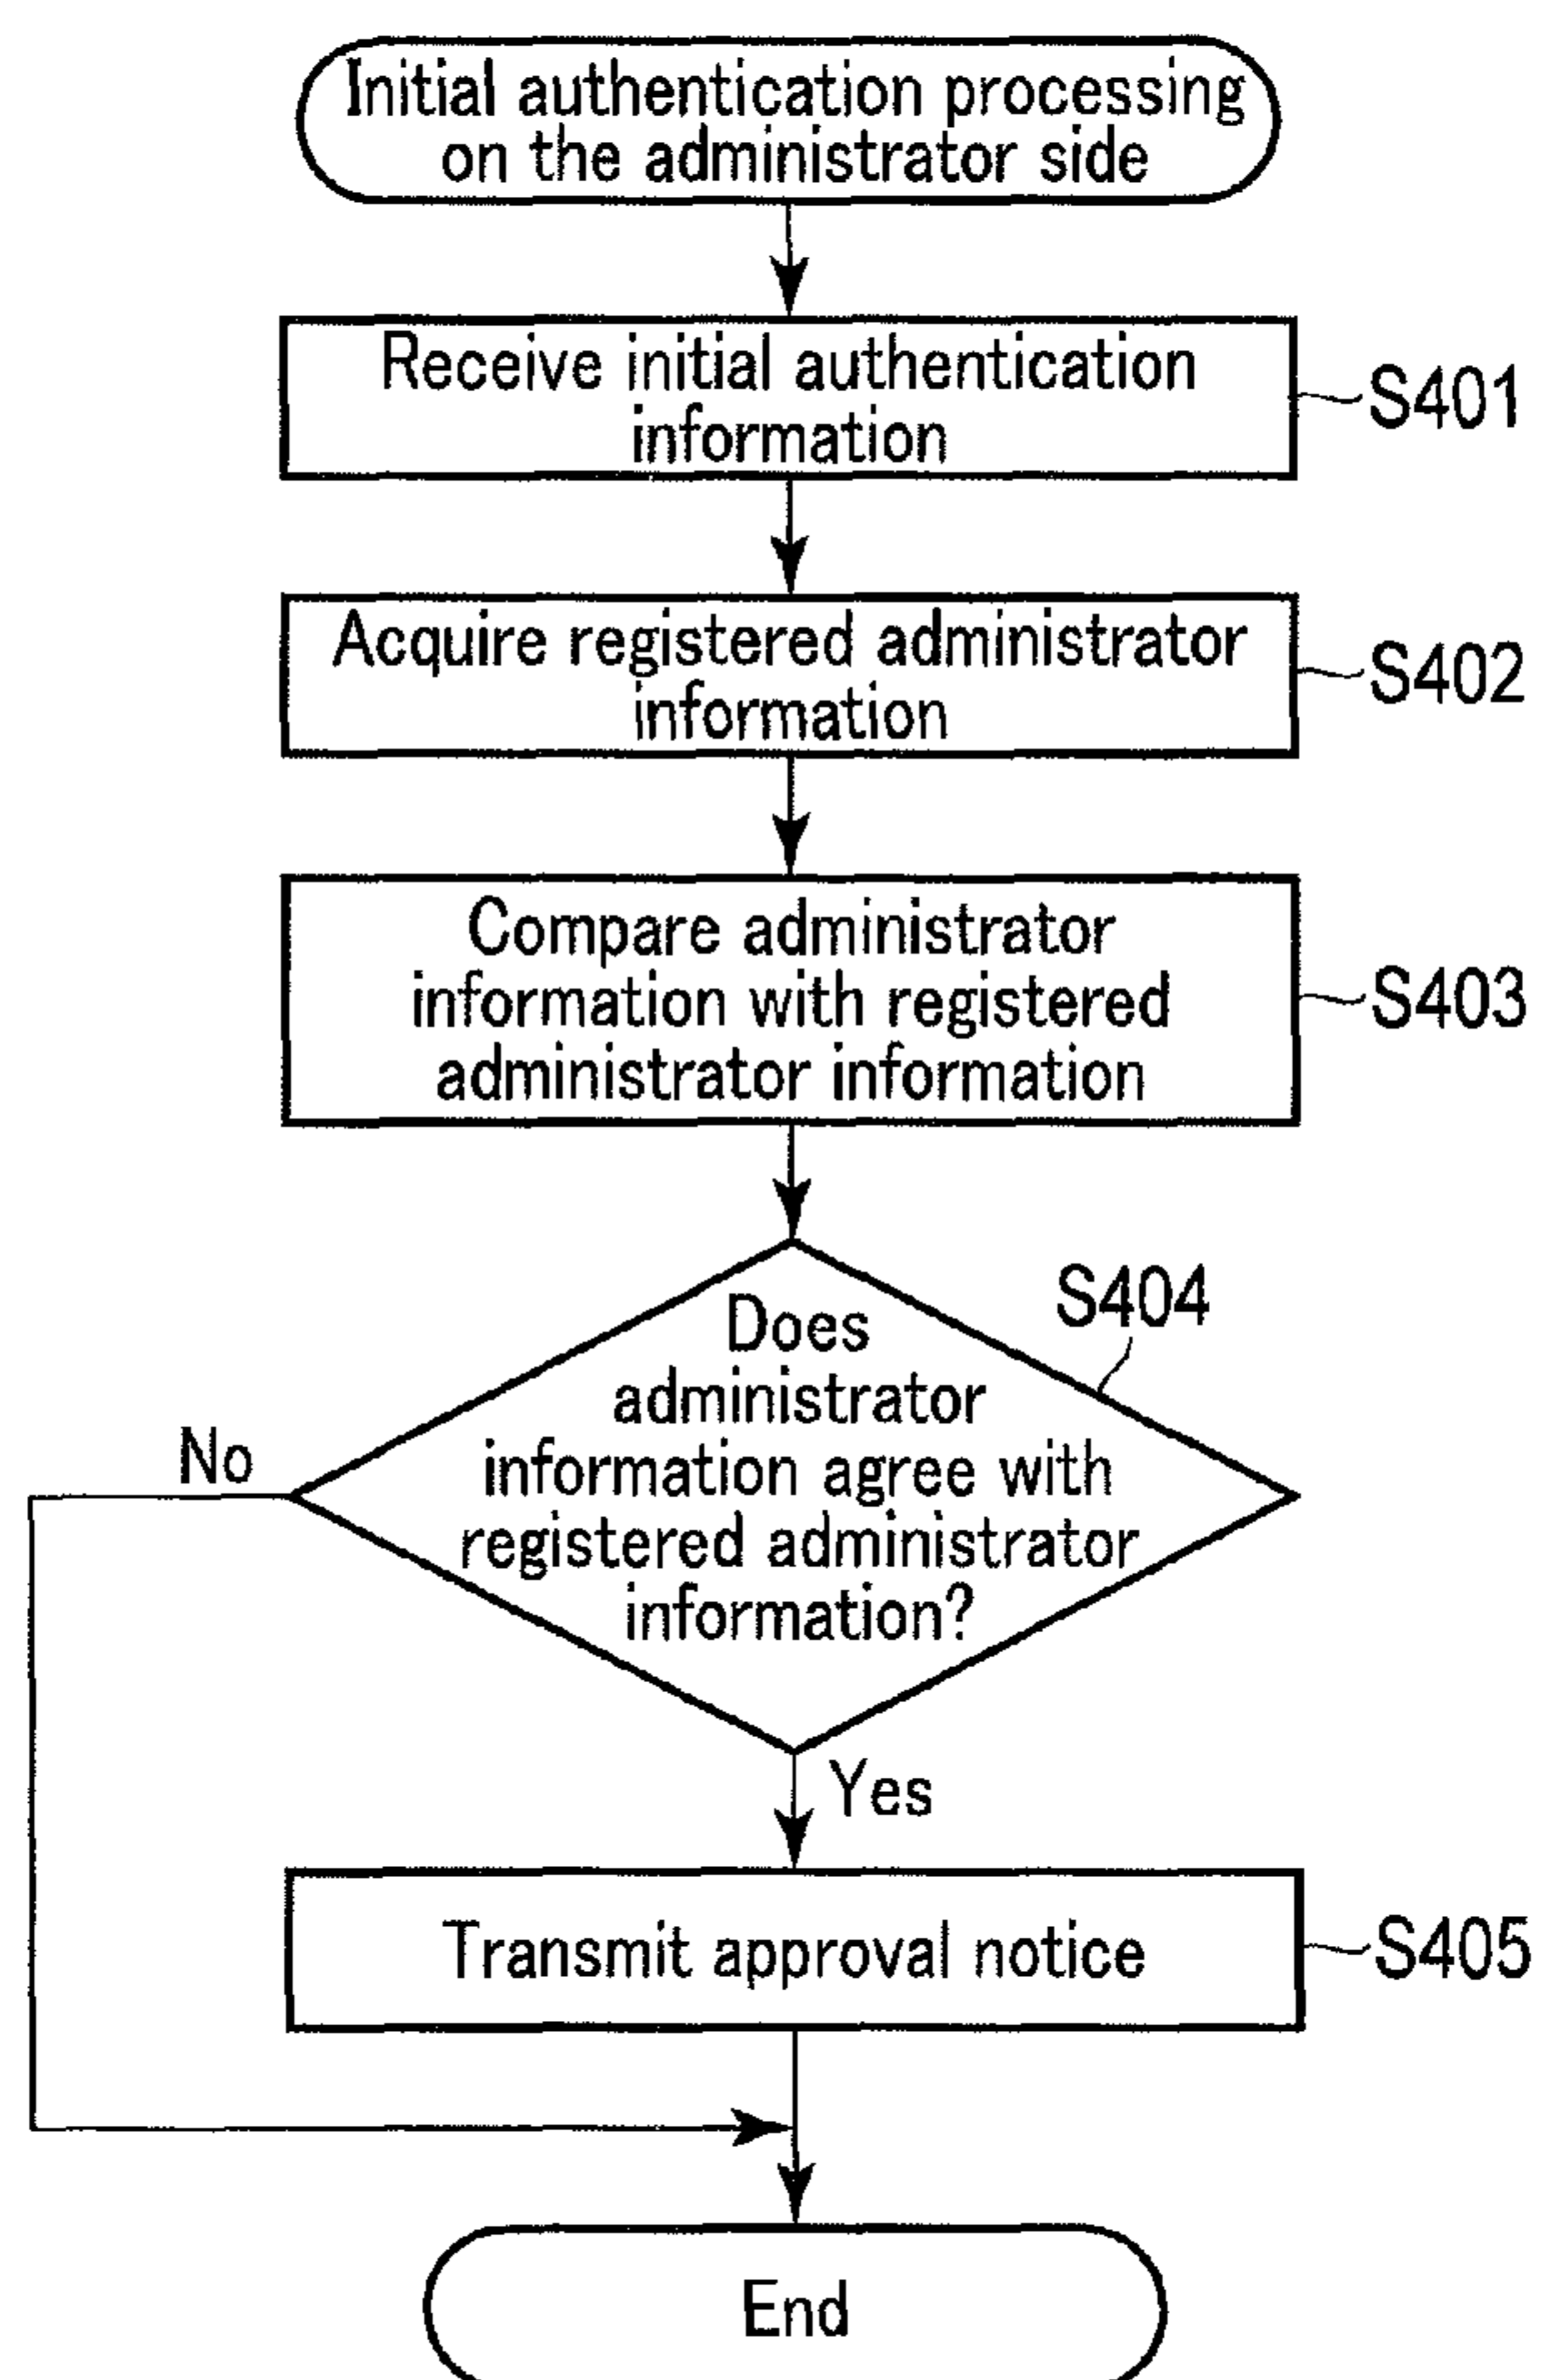 Initial authentication processing
on the administrator side
Receive initial authentication
information
S401
Acquire registered administrator
information
S402
Compare administrator
information with registered
administrator information
S403
S404
Does
administrator
information agree with
registered administrator
information?
No
Yes
Transmit approval notice
S405
End